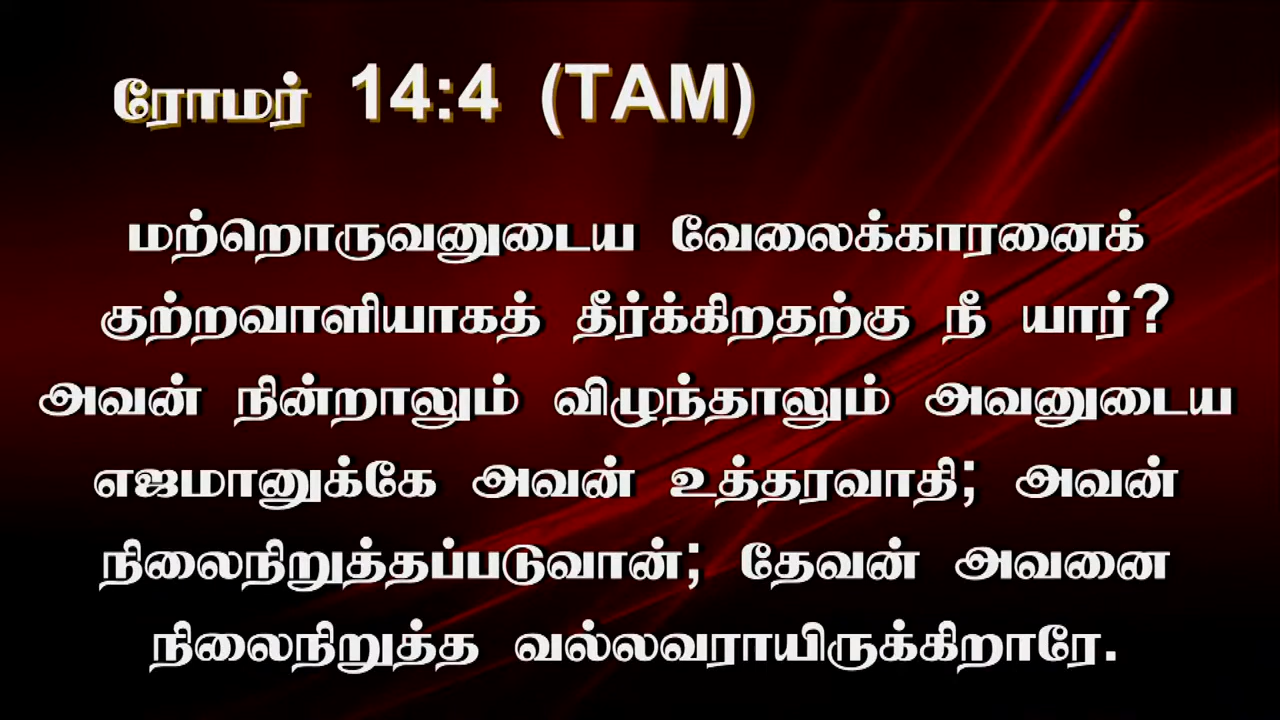 ரோமர் 14:4 (TAM)
மற்றொருவனுடைய வேலைக்காரனைக்
குற்றவாளியாகத் தீர்க்கிறதற்கு நீ யார்?
அவன் நின்றாலும் விழுந்தாலும் அவனுடைய
எஜமானுக்கே அவன் உத்தரவாதி; அவன்
நிலைநிறுத்தப்படுவான்; தேவன் அவனை
நிலைநிறுத்த வல்லவராயிருக்கிறாரே.